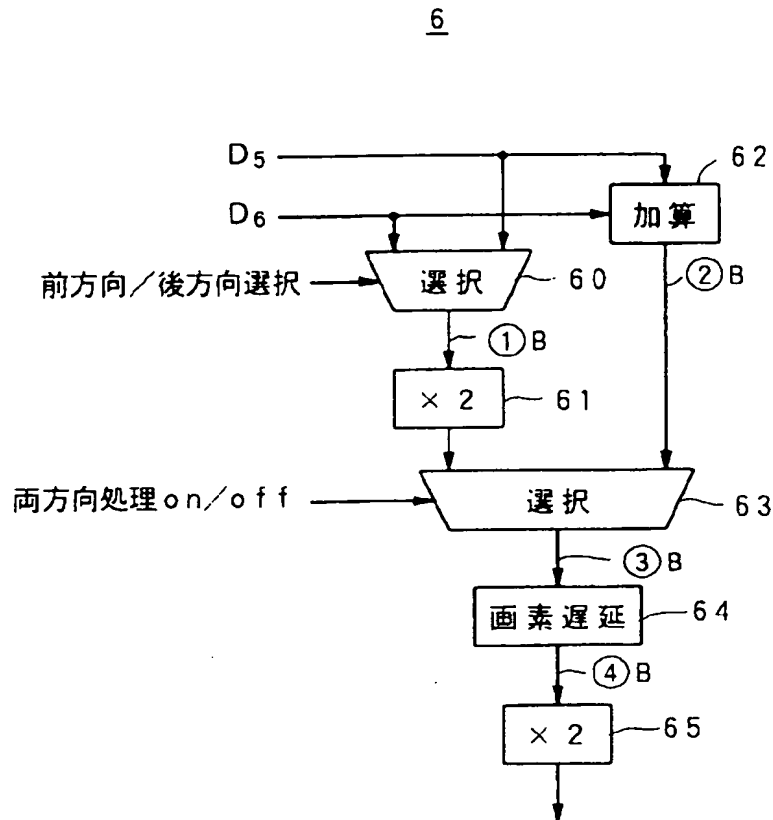 6
D5
62
D6
加算
前方向/後方向選択
選択
60
②B
①B
×2
61
両方向処理on/off
選択
63
③B
画素遅延
64
④B
×2
65